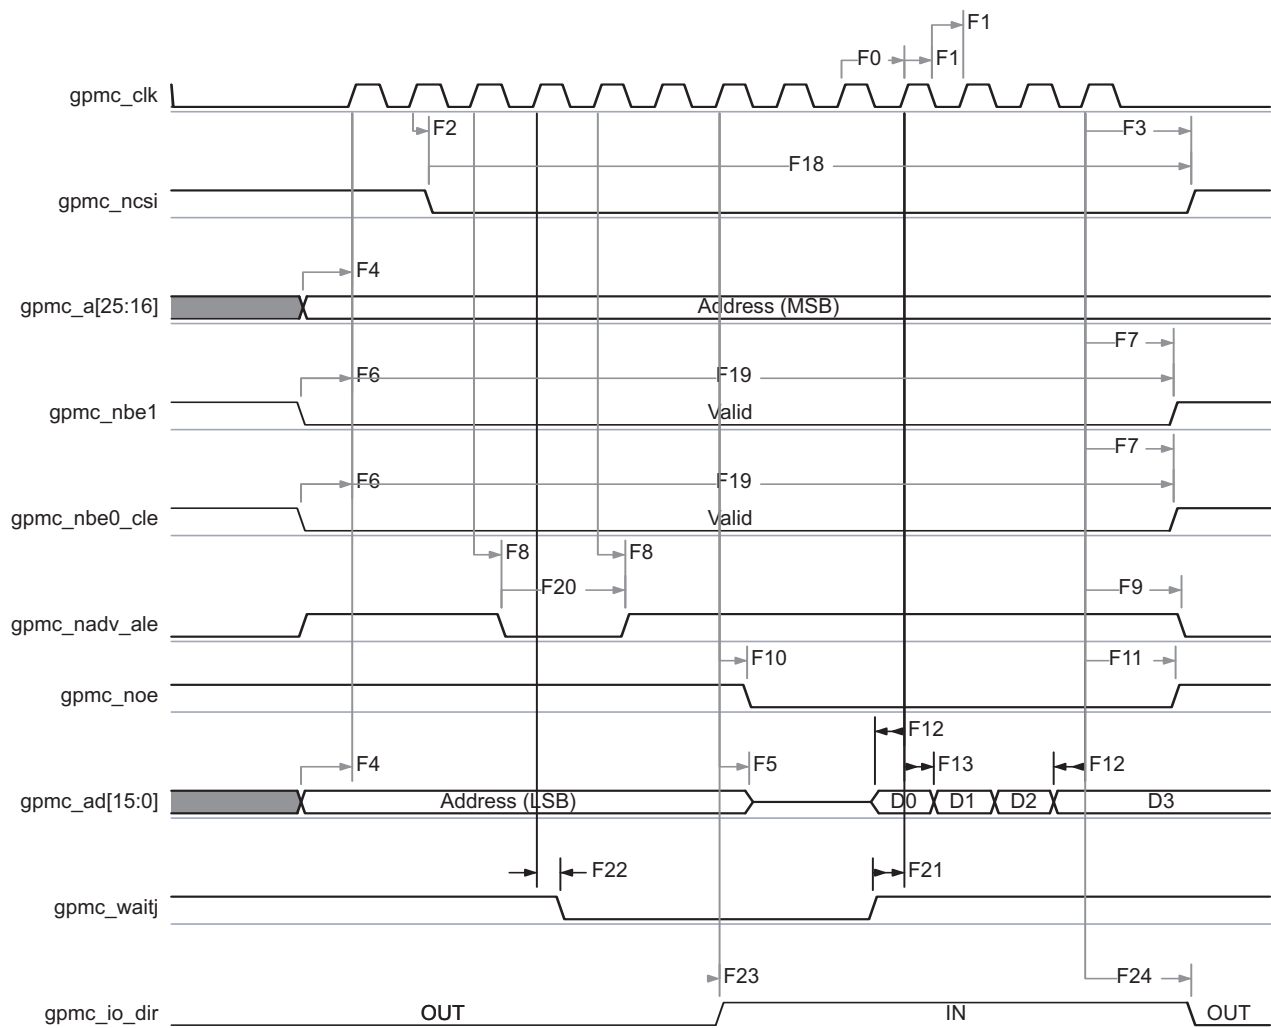 F1
F0 F1
gpmc_clk
F2 F3
F18
gpmc_ncsi
F4
gpmc_a[25:16] Address (MSB)
F7
F6 F19
gpmc_nbe1 Valid
F7
F6 F19
gpmc_nbe0_cle Valid
F8 F8
F20 F9
gpmc_nadv_ale
F10 F11
gpmc_noe
F12
F4 F5 F13 F12
gpmc_ad[15:0] Address (LSB) D0 D1 D2 D3
F22 F21
gpmc_waitj
F23 F24
gpmc_io_dir OUT IN OUT